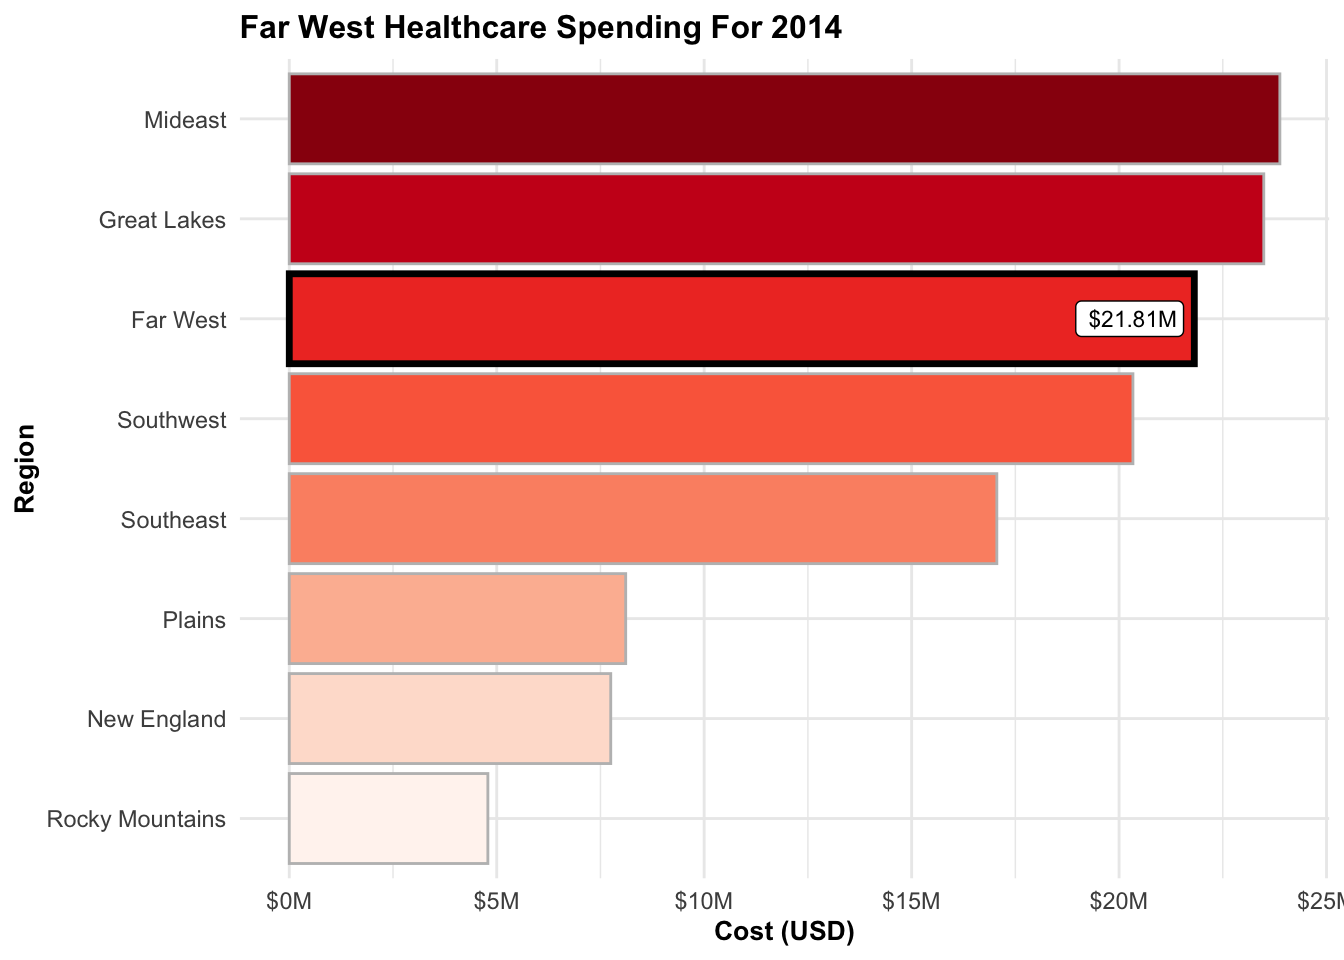 Far West Healthcare Spending For 2014
Mideast
Great Lakes
Far West
$21.81M
Southwest
Southeast
Plains
New England
Rocky Mountains
Region
$0M $5M $10M $15M $20M $25M
Cost (USD)